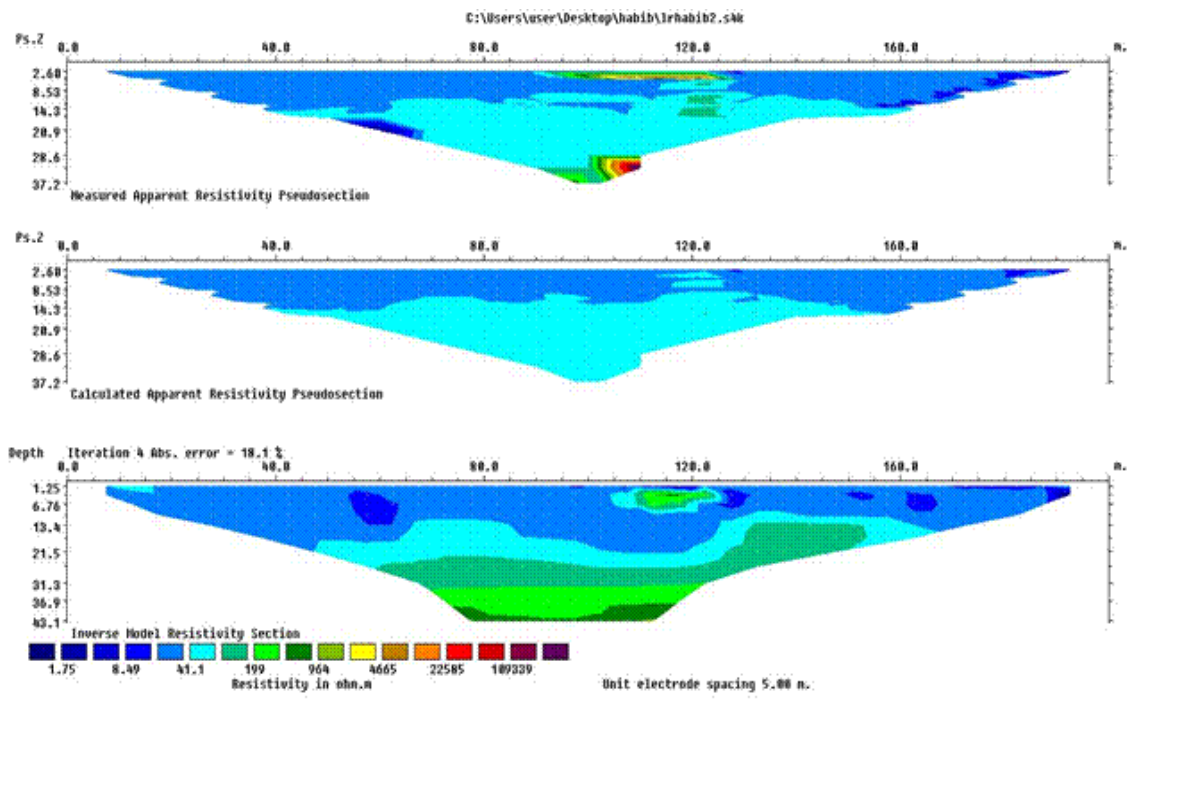 C:\Users\user\Desktop\habib\lrhabib2.s4k
Ps.Z 0.0 40.0 80.0 120.0 160.0 m.
2.60
8.53
14.3
20.9
28.6
37.2
Measured Apparent Resistivity Pseudosection
Ps.Z 0.0 40.0 80.0 120.0 160.0 m.
2.60
8.53
14.3
20.9
28.6
37.2
Calculated Apparent Resistivity Pseudosection
Depth Iteration 4 Abs. error = 18.1 %
0.0 40.0 80.0 120.0 160.0 m.
1.25
6.76
13.4
21.5
31.3
36.9
43.1
Inverse Model Resistivity Section
1.75 8.49 41.1 199 964 4665 22585 109339
Resistivity in ohm.m Unit electrode spacing 5.00 m.